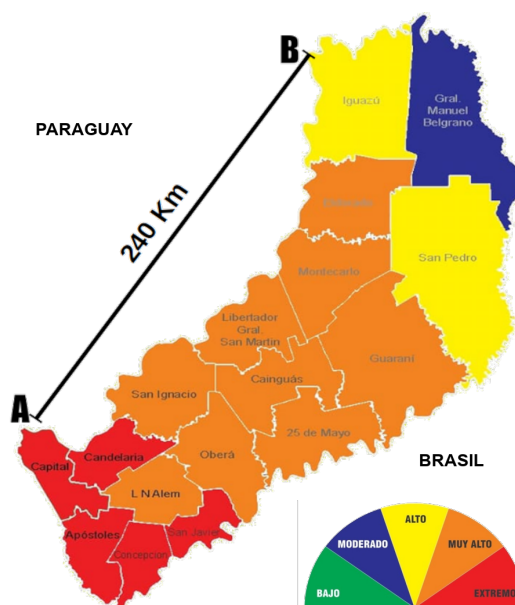 B
Iguazú
Gral.
Manuel
Belgrano
PARAGUAY
240 Km
Eldorado
San Pedro
Montecarlo
Libertador
Gral.
San Martín
Guaraní
Cainguás
San Ignacio
A
25 de Mayo
Oberá
Candelaria
Capital
BRASIL
L N Alem
San Javier
Apóstoles
Concepcion
ALTO
MODERADO
MUY ALTO
BAJO
EXTREMO